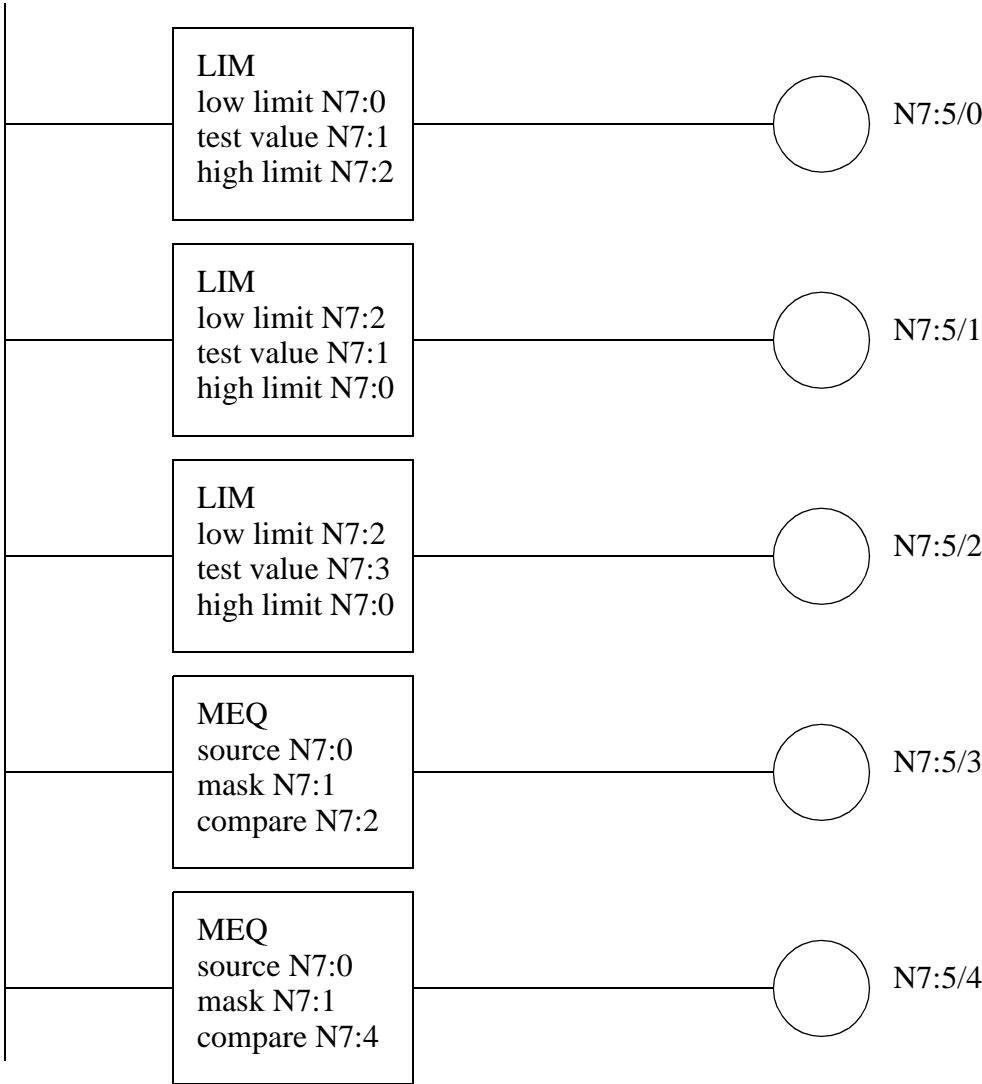 LIM
low limit N7:0
test value N7:1
high limit N7:2
N7:5/0
LIM
low limit N7:2
test value N7:1
high limit N7:0
N7:5/1
LIM
low limit N7:2
test value N7:3
high limit N7:0
N7:5/2
MEQ
source N7:0
mask N7:1
compare N7:2
N7:5/3
MEQ
source N7:0
mask N7:1
compare N7:4
N7:5/4